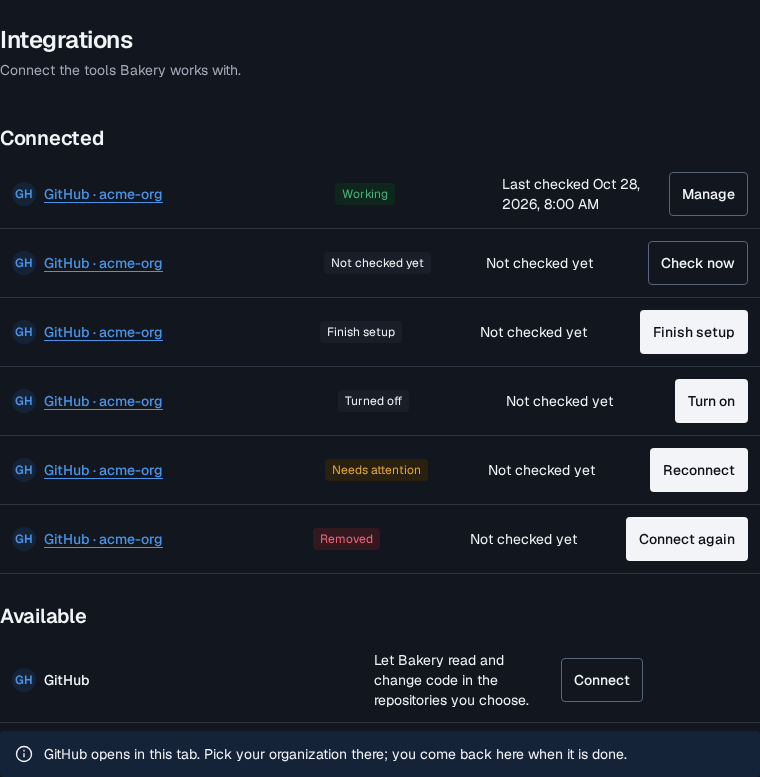 Integrations
Connect the tools Bakery works with.
Connected
GH GitHub · acme-org Working Last checked Oct 28, 2026, 8:00 AM Manage
GH GitHub · acme-org Not checked yet Not checked yet Check now
GH GitHub · acme-org Finish setup Not checked yet Finish setup
GH GitHub · acme-org Turned off Not checked yet Turn on
GH GitHub · acme-org Needs attention Not checked yet Reconnect
GH GitHub · acme-org Removed Not checked yet Connect again
Available
GH GitHub
Let Bakery read and
change code in the
repositories you choose.
Connect
GitHub opens in this tab. Pick your organization there; you come back here when it is done.